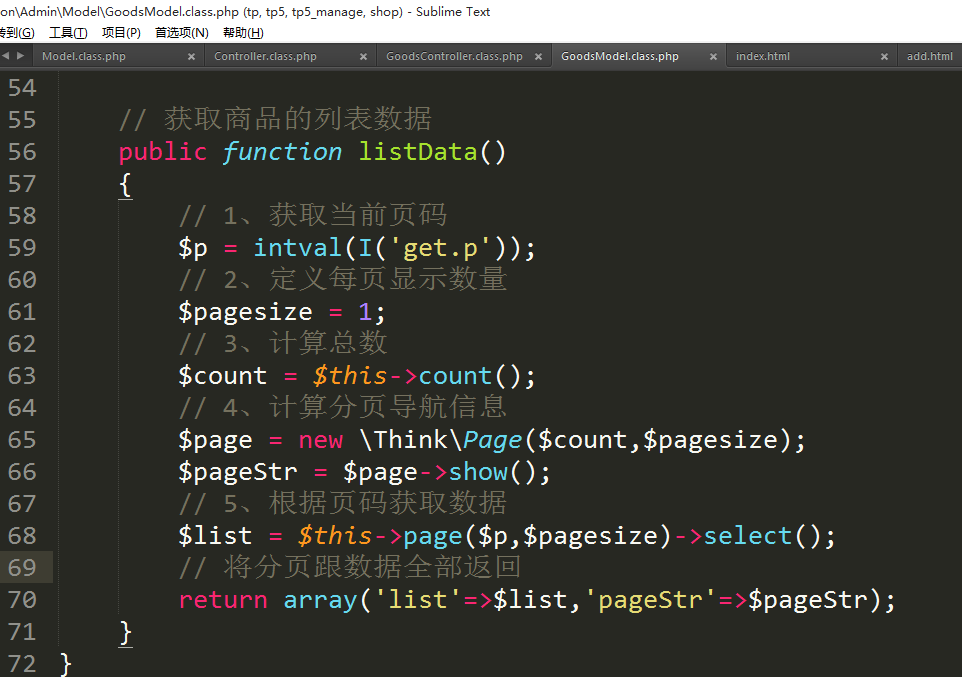 on\Admin\Model\GoodsModel.class.php (tp, tp5, tp5_manage, shop) - Sublime Text
转到(G) 工具(T) 项目(P) 首选项(N) 帮助(H)
Model.class.php × Controller.class.php × GoodsController.class.php × GoodsModel.class.php × index.html × add.html
54
55 // 获取商品的列表数据
56 public function listData()
57 {
58 // 1、获取当前页码
59 $p = intval(I('get.p'));
60 // 2、定义每页显示数量
61 $pagesize = 1;
62 // 3、计算总数
63 $count = $this->count();
64 // 4、计算分页导航信息
65 $page = new \Think\Page($count,$pagesize);
66 $pageStr = $page->show();
67 // 5、根据页码获取数据
68 $list = $this->page($p,$pagesize)->select();
69 // 将分页跟数据全部返回
70 return array('list'=>$list,'pageStr'=>$pageStr);
71 }
72 }